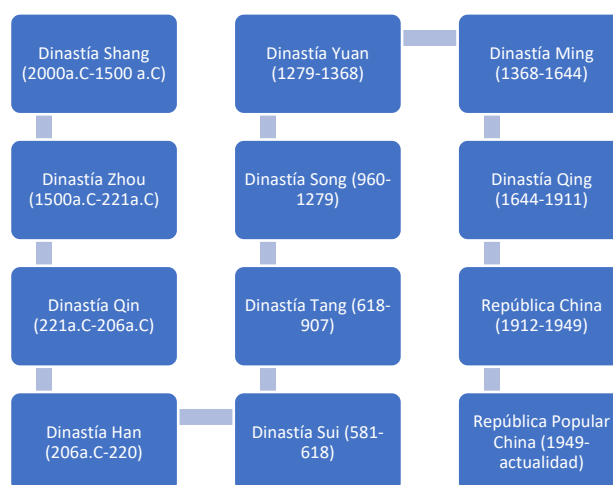 Dinastía Shang
(2000a.C-1500 a.C)
Dinastía Zhou
(1500a.C-221a.C)
Dinastía Qin
(221a.C-206a.C)
Dinastía Han
(206a.C-220)
Dinastía Sui (581-
618)
Dinastía Tang (618-
907)
Dinastía Song (960-
1279)
Dinastía Yuan
(1279-1368)
Dinastía Ming
(1368-1644)
Dinastía Qing
(1644-1911)
República China
(1912-1949)
República Popular
China (1949-
actualidad)